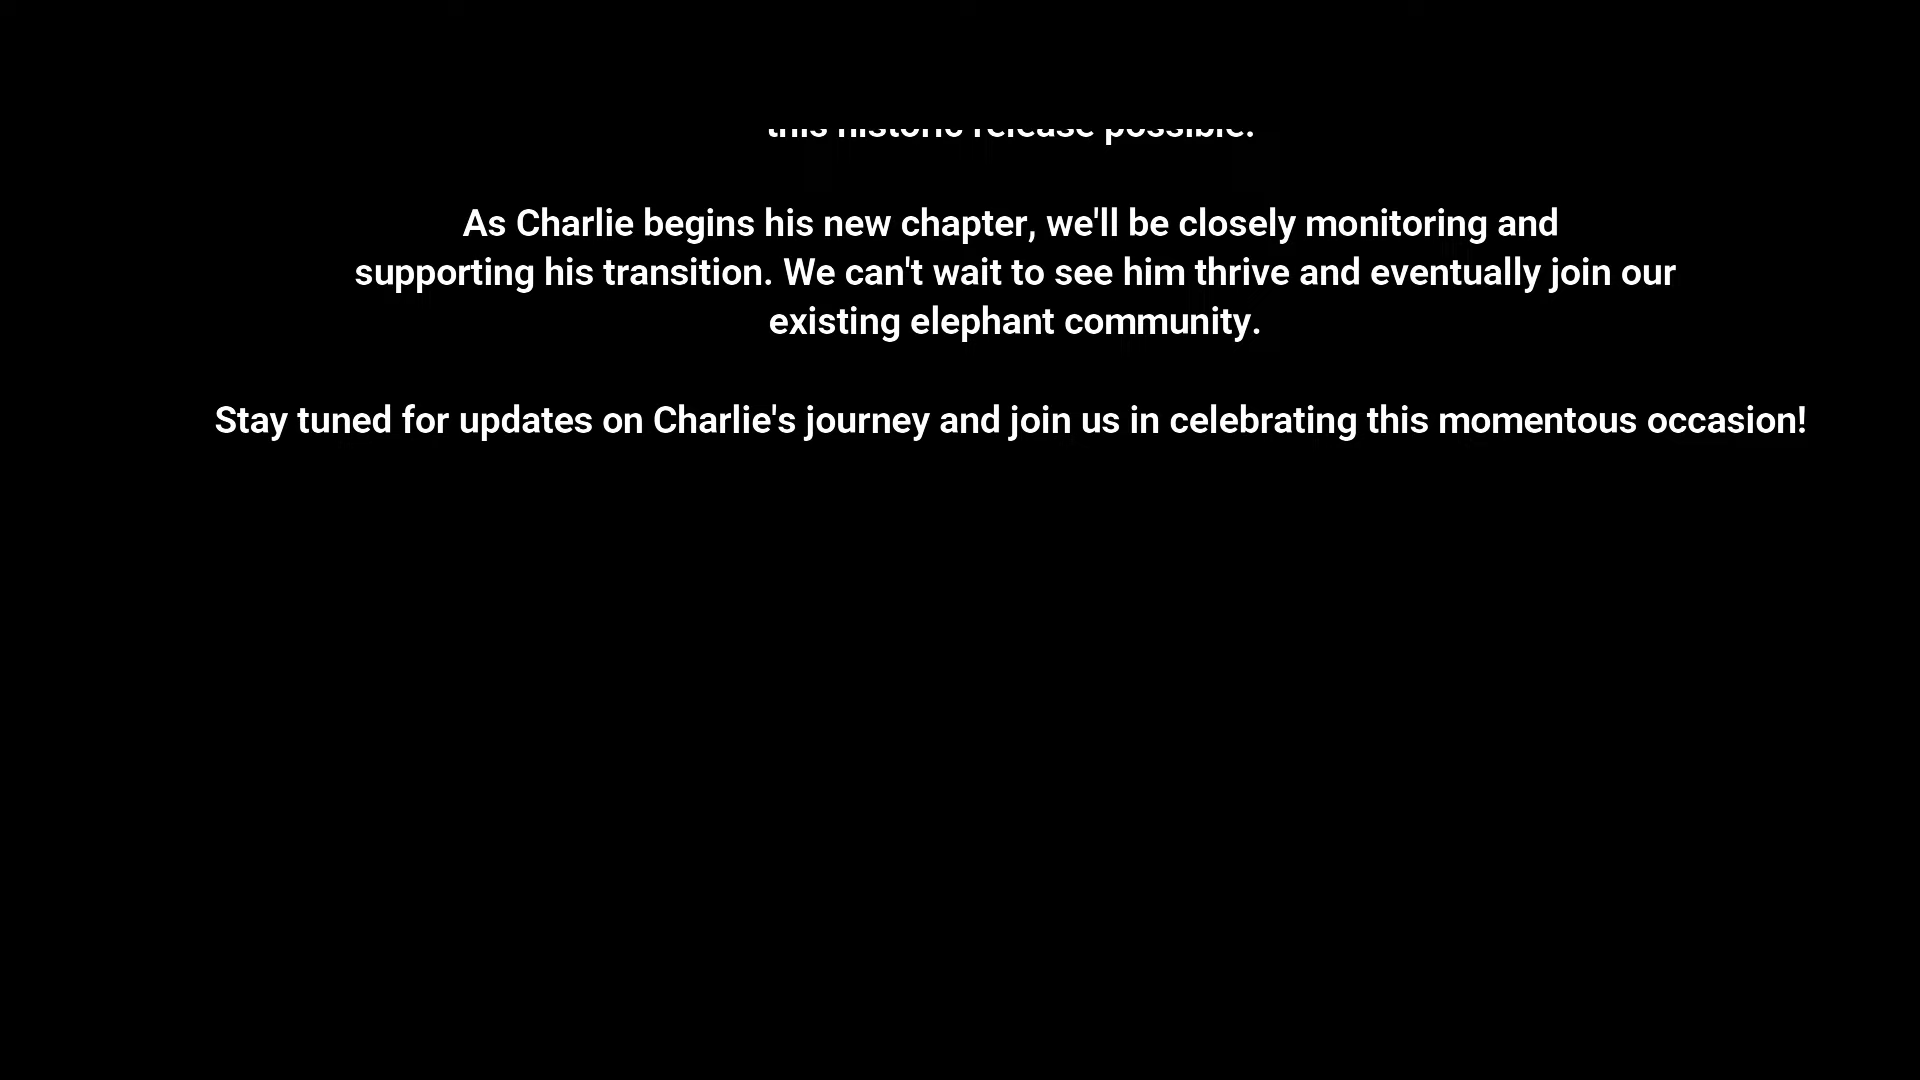 this historic release possible.
As Charlie begins his new chapter, we'll be closely monitoring and
supporting his transition. We can't wait to see him thrive and eventually join our
existing elephant community.
Stay tuned for updates on Charlie's journey and join us in celebrating this momentous occasion!